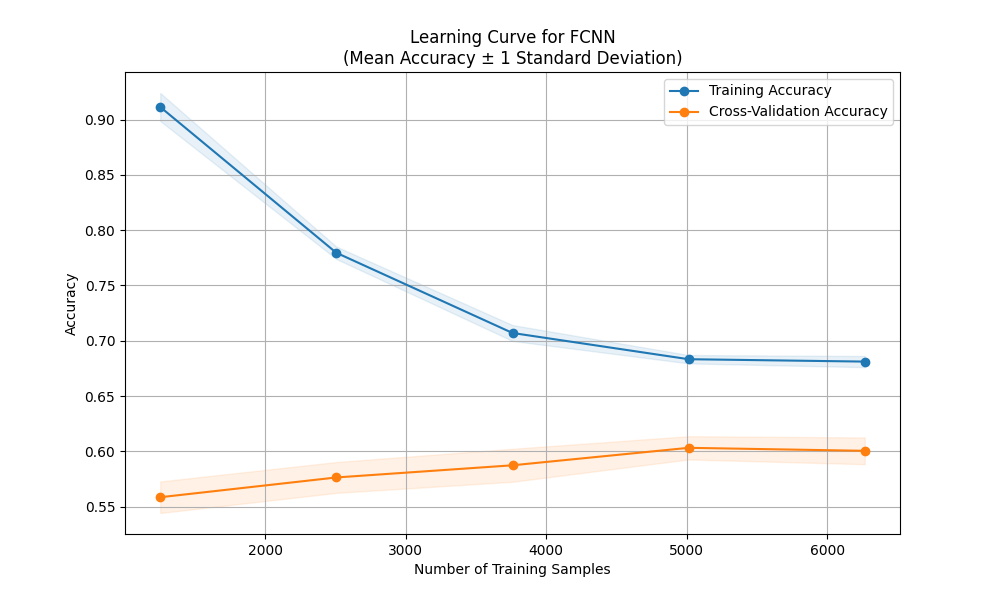 Learning Curve for FCNN
(Mean Accuracy ± 1 Standard Deviation)
Training Accuracy
Cross-Validation Accuracy
Accuracy
0.90
0.85
0.80
0.75
0.70
0.65
0.60
0.55
2000 3000 4000 5000 6000
Number of Training Samples